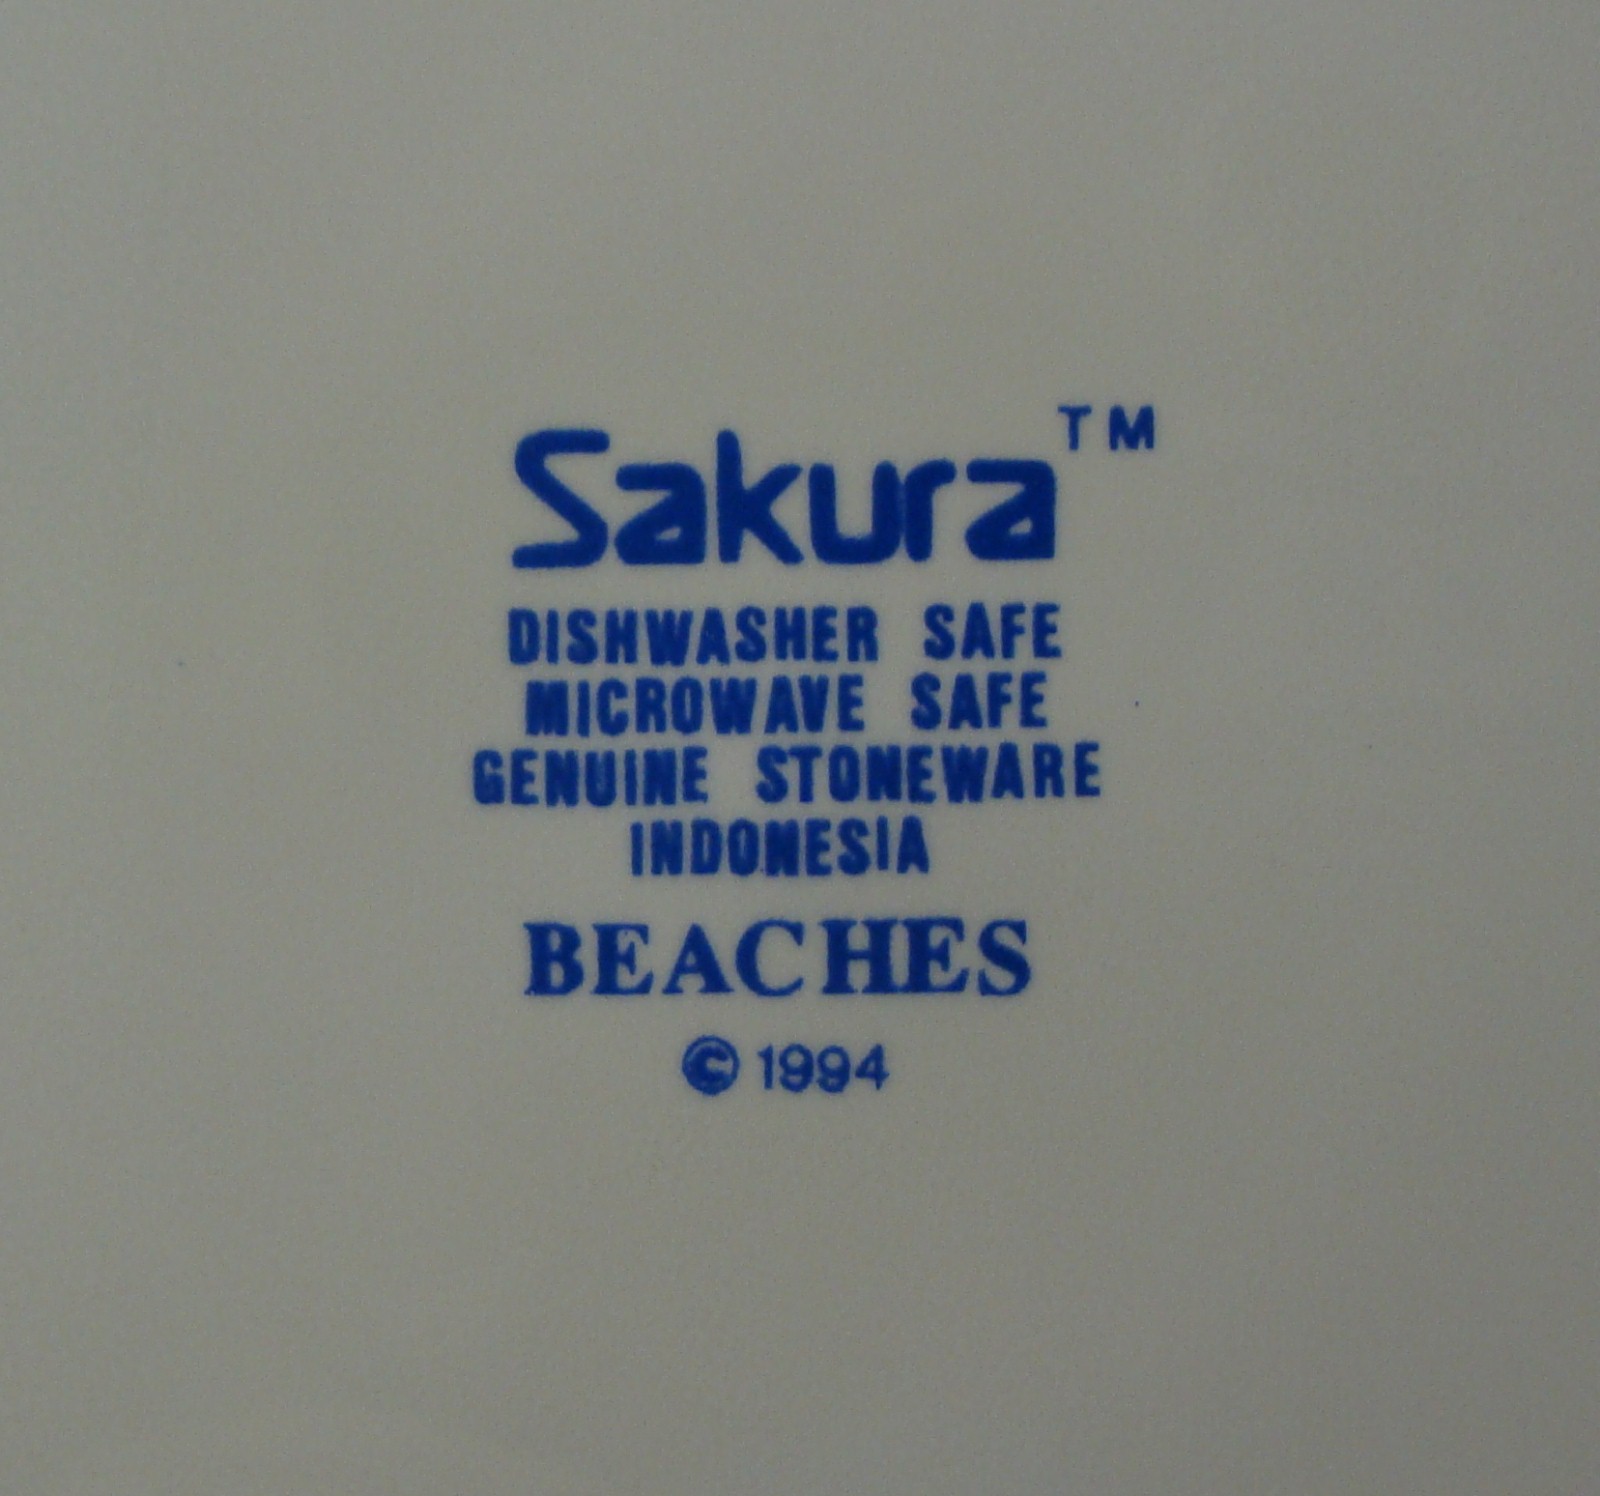 Sakura™
DISHWASHER SAFE
MICROWAVE SAFE
GENUINE STONEWARE
INDONESIA
BEACHES
© 1994